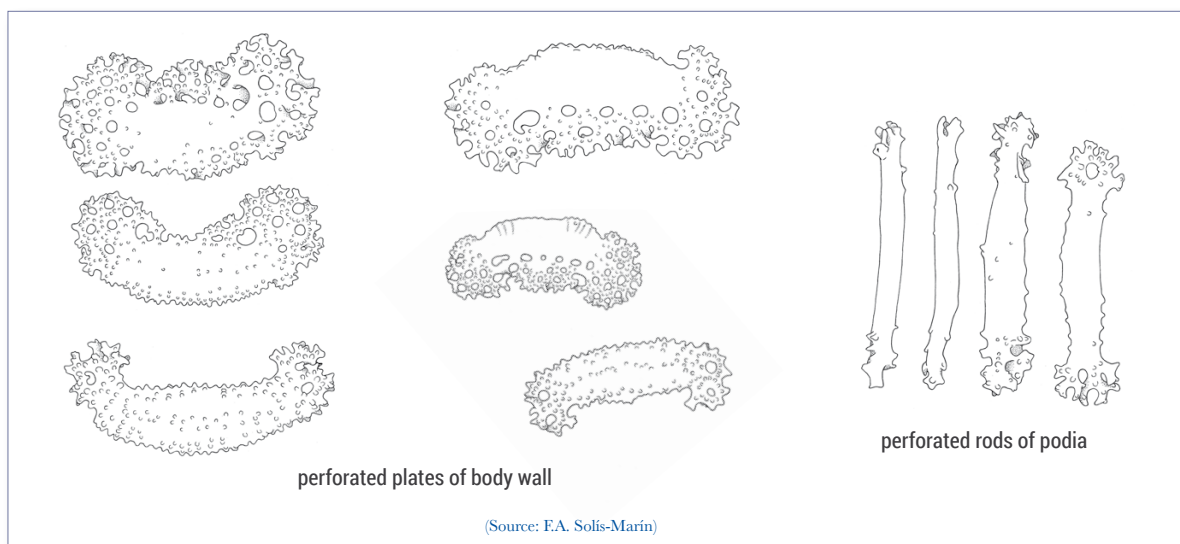 perforated rods of podia
perforated plates of body wall
(Source: F.A. Solís-Marín)